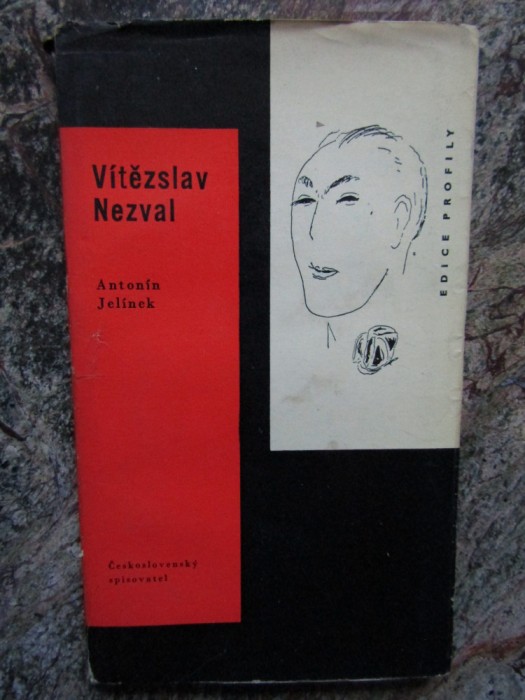 Vítězslav
Nezval
Antonín
Jelínek
Československý
spisovatel
EDICE PROFILY